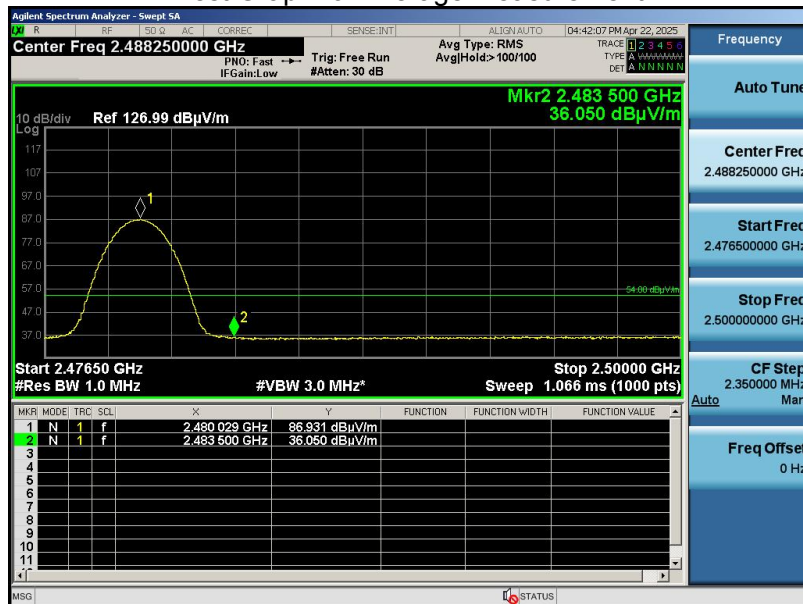 Agilent Spectrum Analyzer - Swept SA
LXI R RF 50 Ω AC CORREC SENSE:INT ALIGN AUTO 04:42:07 PM Apr 22, 2025
Center Freq 2.488250000 GHz
PNO: Fast
IFGain:Low
Trig: Free Run
#Atten: 30 dB
Avg Type: RMS
Avg|Hold:>100/100
TRACE 1 2 3 4 5 6
TYPE A
DET A N N N N N
Mkr2 2.483 500 GHz
36.050 dBµV/m
10 dB/div Ref 126.99 dBµV/m
Log
117
107
97.0
87.0
77.0
67.0
57.0
47.0
37.0
1
2
54.00 dBµV/m
Start 2.47650 GHz Stop 2.50000 GHz
#Res BW 1.0 MHz #VBW 3.0 MHz* Sweep 1.066 ms (1000 pts)
MKR MODE TRC SCL X Y FUNCTION FUNCTION WIDTH FUNCTION VALUE
1 N 1 f 2.480 029 GHz 86.931 dBµV/m
2 N 1 f 2.483 500 GHz 36.050 dBµV/m
3
4
5
6
7
8
9
10
11
MSG STATUS
Frequency
Auto Tune
Center Freq
2.488250000 GHz
Start Freq
2.476500000 GHz
Stop Freq
2.500000000 GHz
CF Step
2.350000 MHz
Auto Man
Freq Offset
0 Hz